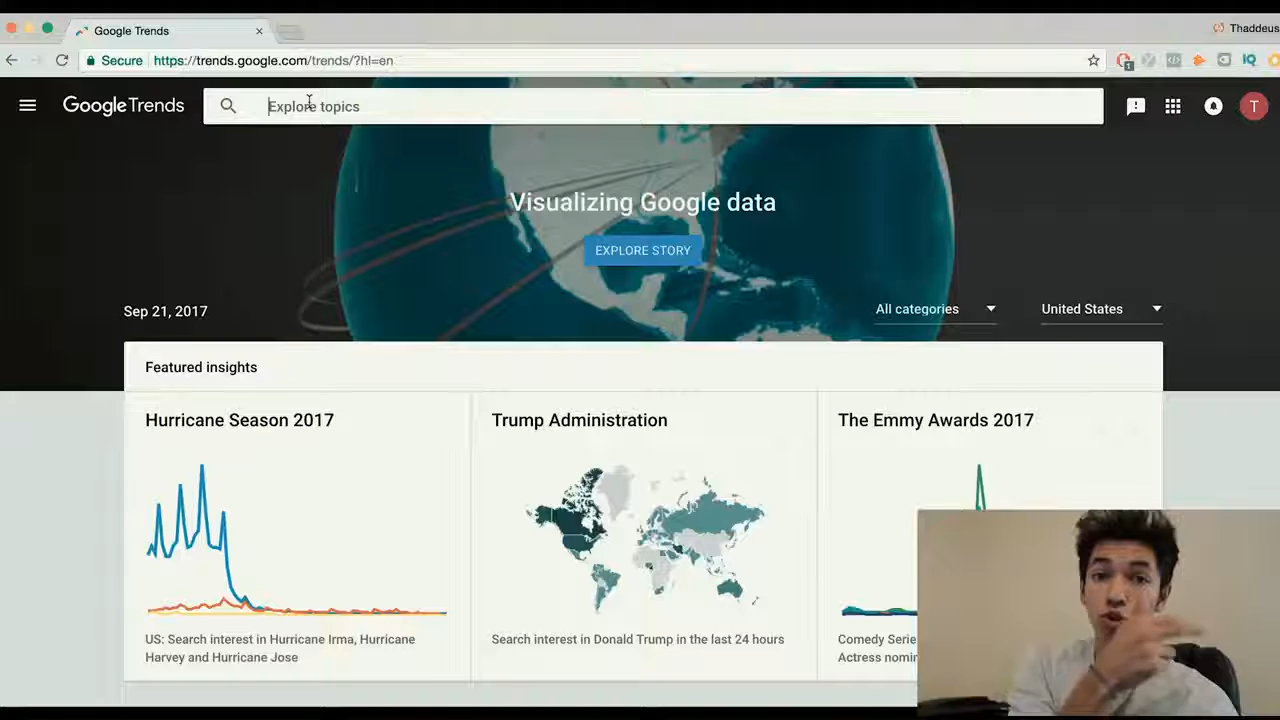 Google Trends
Thaddeus
Secure https://trends.google.com/trends/?hl=en
1
IQ
Google Trends
Explore topics
T
Visualizing Google data
EXPLORE STORY
Sep 21, 2017
All categories
United States
Featured insights
Hurricane Season 2017
Trump Administration
The Emmy Awards 2017
US: Search interest in Hurricane Irma, Hurricane
Harvey and Hurricane Jose
Search interest in Donald Trump in the last 24 hours
Comedy Serie
Actress nomin